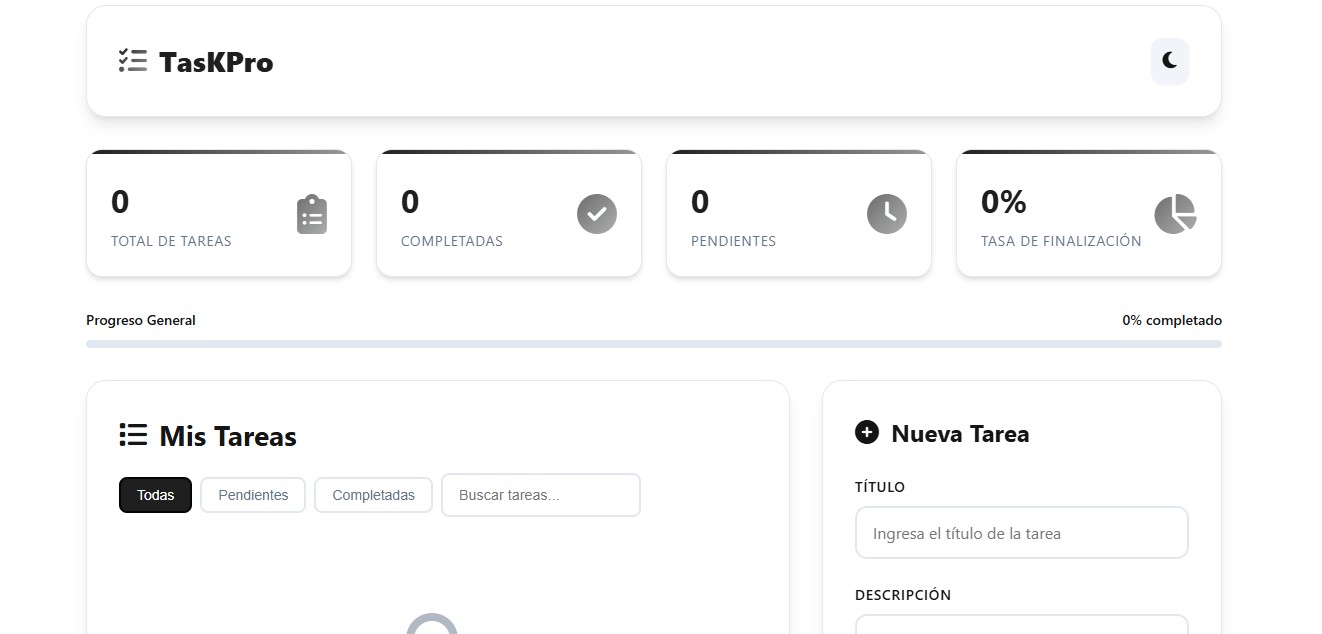 TasKPro
0
TOTAL DE TAREAS
0
COMPLETADAS
0
PENDIENTES
0%
TASA DE FINALIZACIÓN
Progreso General
0% completado
Mis Tareas
Todas
Pendientes
Completadas
Buscar tareas...
Nueva Tarea
TÍTULO
Ingresa el título de la tarea
DESCRIPCIÓN